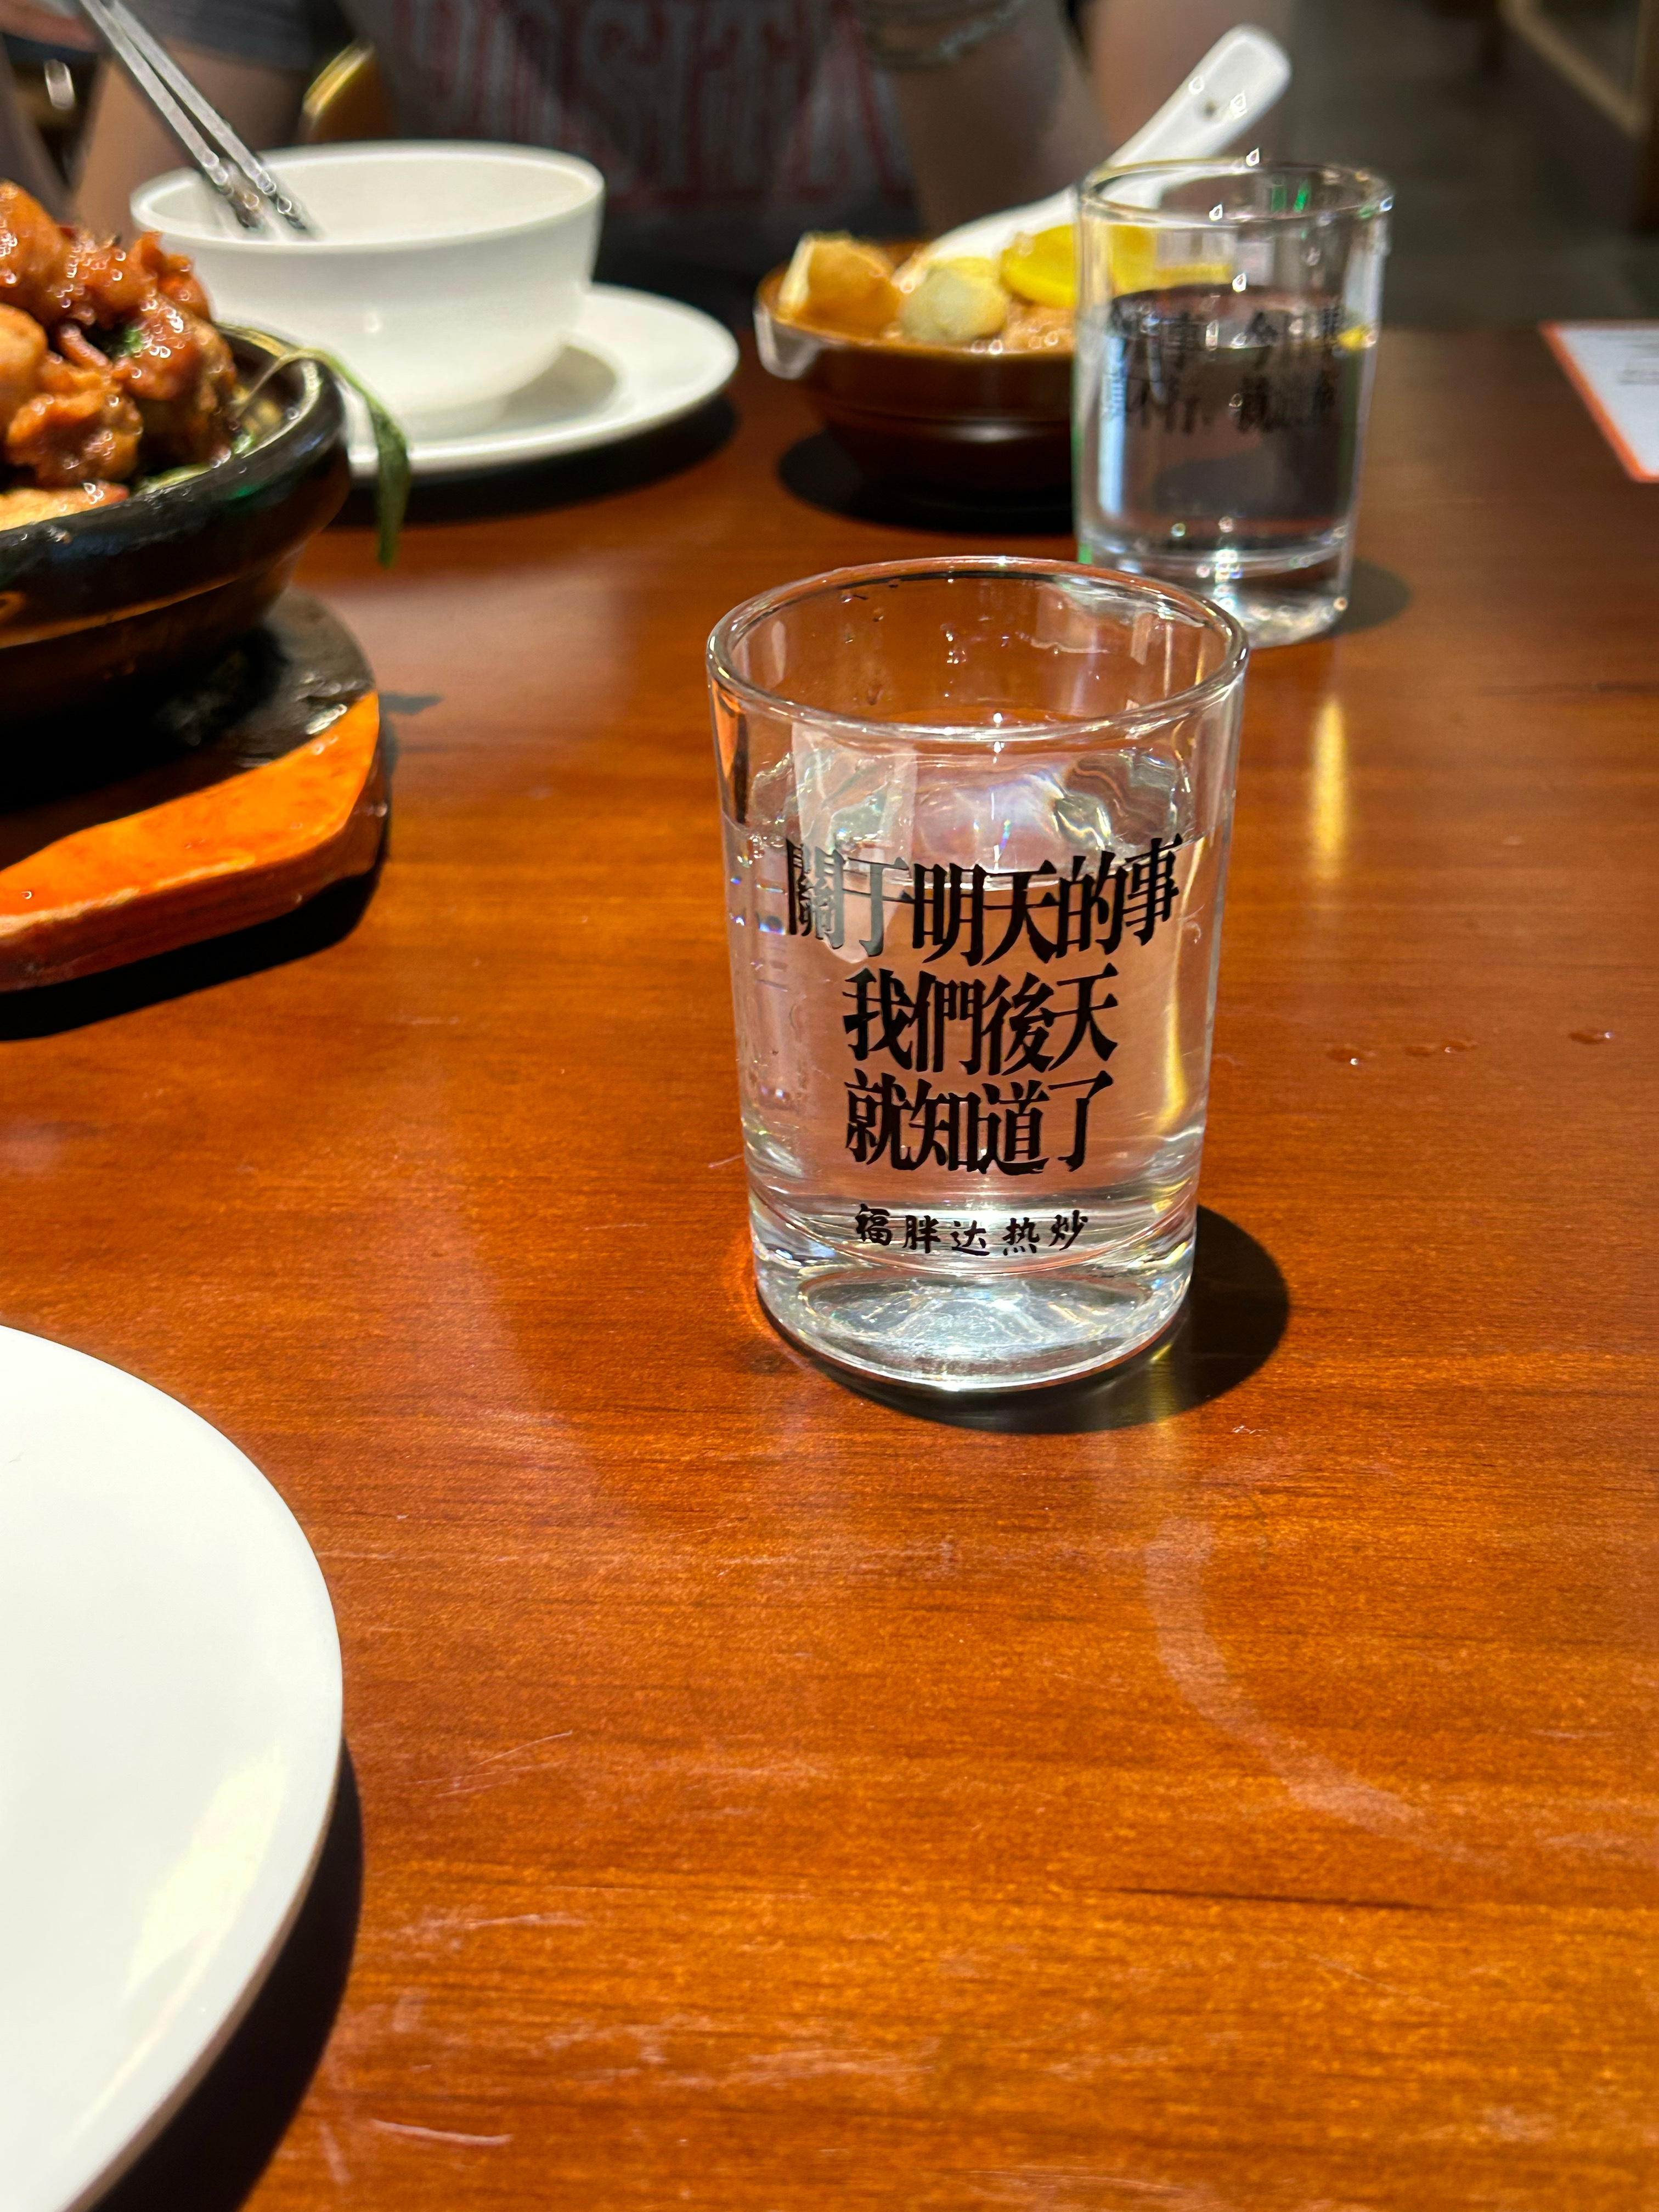 關于明天的事
我們後天
就知道了
福胖达热炒